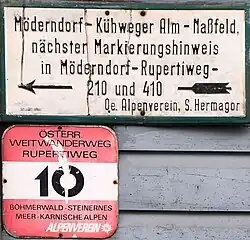 Möderndorf-Kühweger Alm-Naßfeld,
nächster Markierungshinweis
in Möderndorf-Rupertiweg-
210 und 410
Oe. Alpenverein, S. Hermagor
ÖSTERR.
WEITWANDERWEG
RUPERTIWEG
10
BÖHMERWALD-STEINERNES
MEER-KARNISCHE ALPEN
ALPENVEREIN